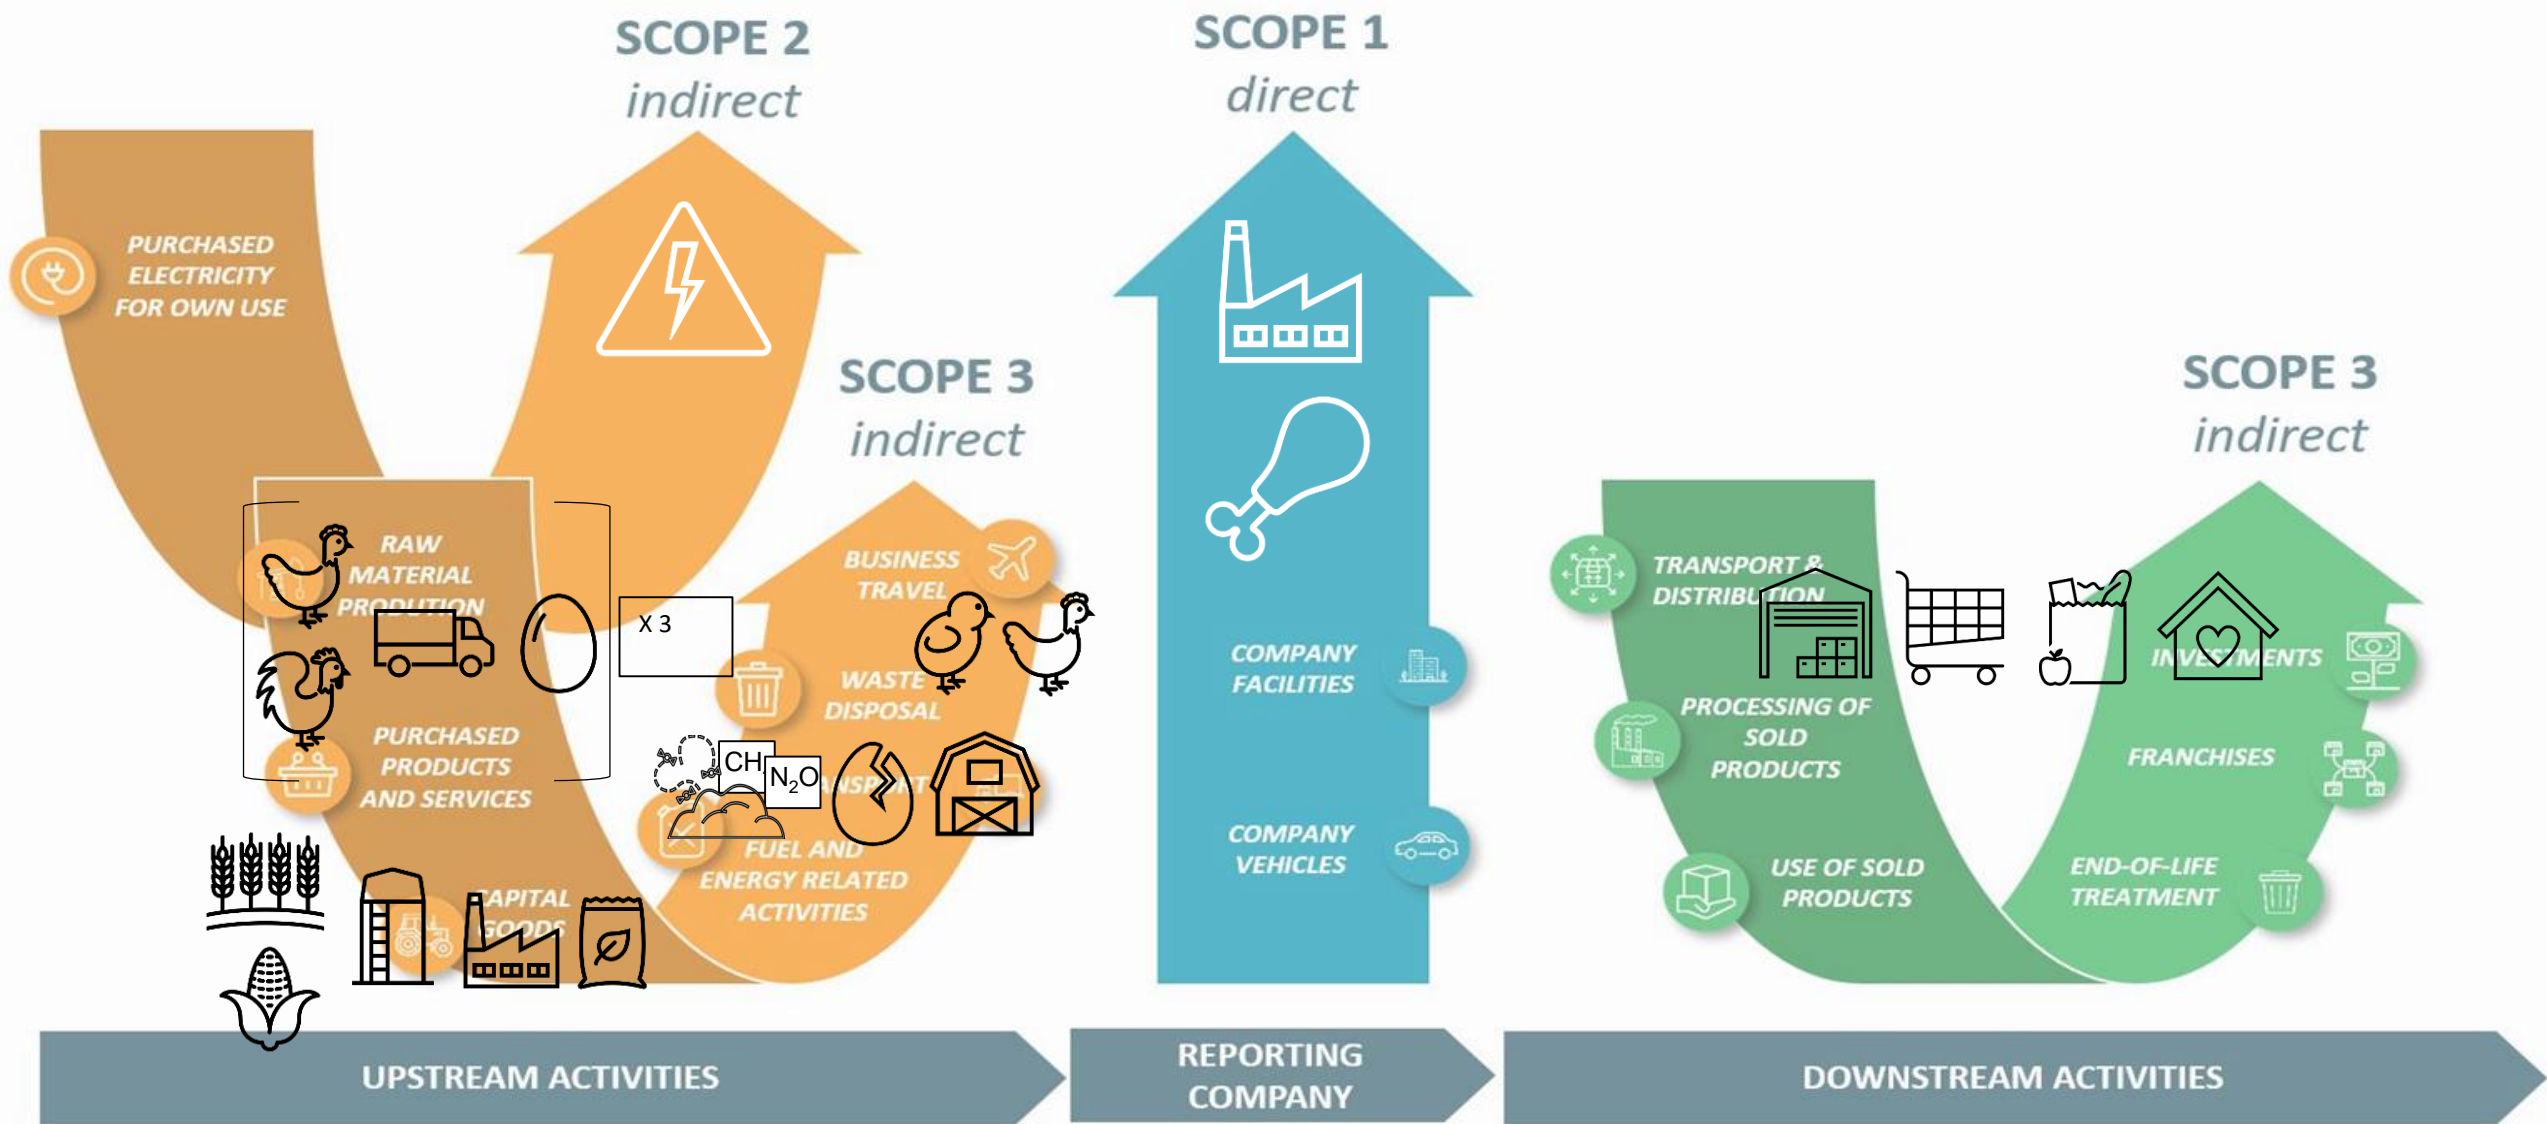 SCOPE 2
indirect
SCOPE 1
direct
PURCHASED
ELECTRICITY
FOR OWN USE
SCOPE 3
indirect
SCOPE 3
indirect
RAW
MATERIAL
PRODUTION
X 3
PURCHASED
PRODUCTS
AND SERVICES
CAPITAL
GOODS
BUSINESS
TRAVEL
WASTE
DISPOSAL
CH
N₂O
ANSPORT
FUEL AND
ENERGY RELATED
ACTIVITIES
COMPANY
FACILITIES
COMPANY
VEHICLES
TRANSPORT &
DISTRIBUTION
PROCESSING OF
SOLD
PRODUCTS
USE OF SOLD
PRODUCTS
INVESTMENTS
FRANCHISES
END-OF-LIFE
TREATMENT
UPSTREAM ACTIVITIES
REPORTING
COMPANY
DOWNSTREAM ACTIVITIES